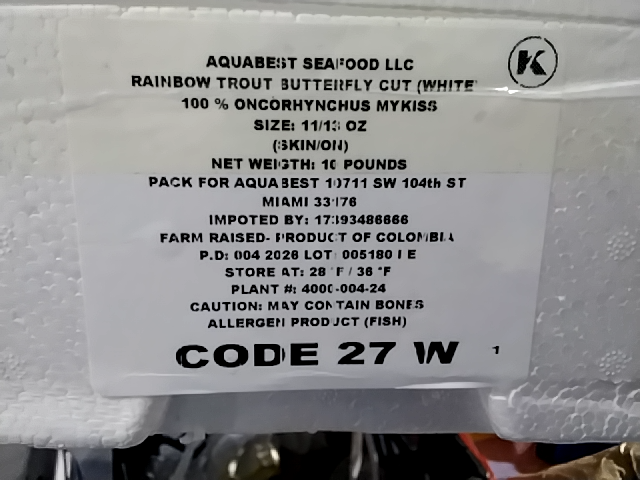 AQUABEST SEAFOOD LLC
K
RAINBOW TROUT BUTTERFLY CUT (WHITE
100 % ONCORHYNCHUS MYKISS
SIZE: 11/13 OZ
(SKIN/ON)
NET WEIGTH: 10 POUNDS
PACK FOR AQUABEST 10711 SW 104th ST
MIAMI 33176
IMPOTED BY: 17393486666
FARM RAISED- PRODUCT OF COLOMBIA
P.D: 004 2026 LOT: 005180 E
STORE AT: 28 °F / 36 °F
PLANT #: 4000-004-24
CAUTION: MAY CONTAIN BONES
ALLERGEN PRODUCT (FISH)
CODE 27 W 1